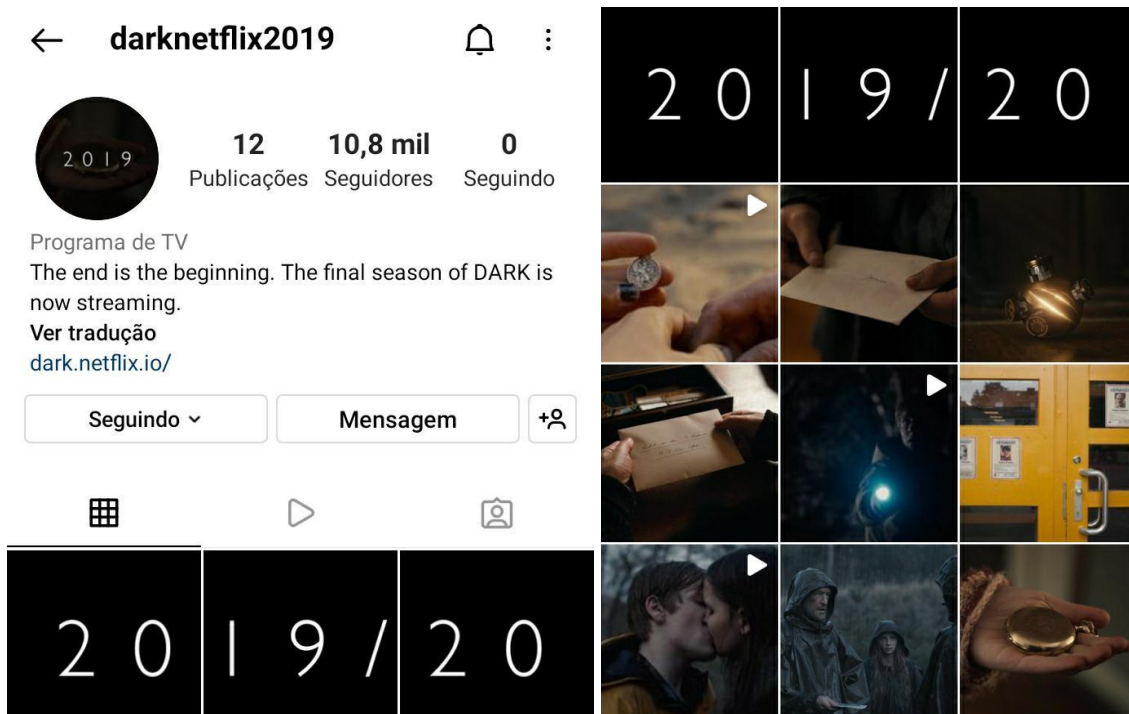 darknetflix2019
2019
12
10,8 mil
0
Publicações
Seguidores
Seguindo
Programa de TV
The end is the beginning. The final season of DARK is
now streaming.
Ver tradução
dark.netflix.io/
Seguindo
Mensagem
2 0 1 9 / 2 0
2 0 1 9 / 2 0